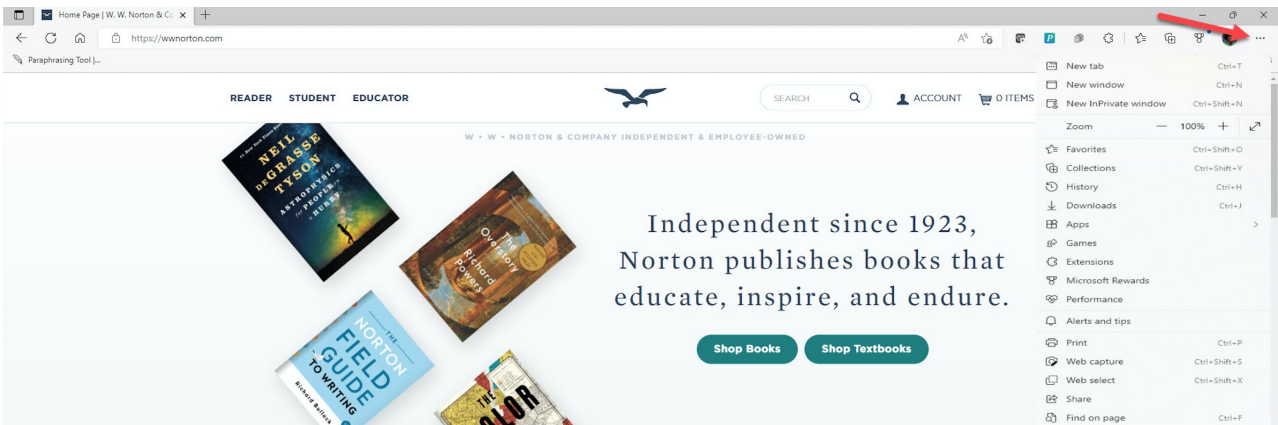 Home Page | W. W. Norton & Co
https://wwnorton.com
Paraphrasing Tool |...
READER STUDENT EDUCATOR
SEARCH
ACCOUNT
0 ITEMS
W • W • NORTON & COMPANY INDEPENDENT & EMPLOYEE-OWNED
NEIL
DEGRASSE
TYSON
ASTROPHYSICS
for PEOPLE in
a HURRY
The
Overstory
Richard
Powers
THE
NORTON
FIELD
GUIDE
TO WRITING
Richard Bullock
THE
COLOR
Independent since 1923,
Norton publishes books that
educate, inspire, and endure.
Shop Books
Shop Textbooks
New tab Ctrl+T
New window Ctrl+N
New InPrivate window Ctrl+Shift+N
Zoom — 100% +
Favorites Ctrl+Shift+O
Collections Ctrl+Shift+Y
History Ctrl+H
Downloads Ctrl+J
Apps
Games
Extensions
Microsoft Rewards
Performance
Alerts and tips
Print Ctrl+P
Web capture Ctrl+Shift+S
Web select Ctrl+Shift+X
Share
Find on page Ctrl+F